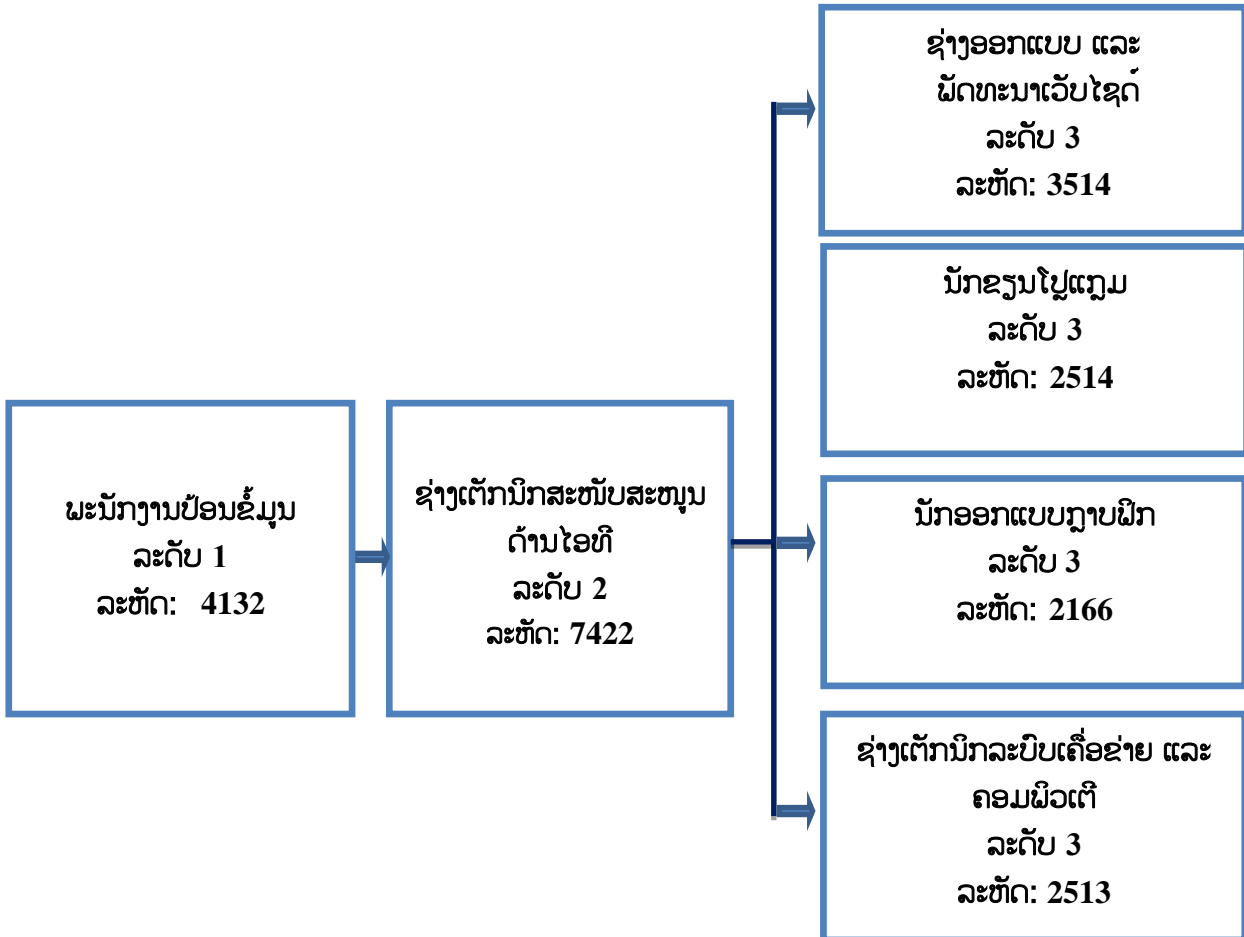 ຊ່າງອອກແບບ ແລະ
ພັດທະນາເວັບໄຊດ໌
ລະດັບ 3
ລະຫັດ: 3514
ນັກຂຽນໂປຼແກຼມ
ລະດັບ 3
ລະຫັດ: 2514
ພະນັກງານປ້ອນຂໍ້ມູນ
ລະດັບ 1
ລະຫັດ: 4132
ຊ່າງເຕັກນິກສະໜັບສະໜູນ
ດ້ານໄອທີ
ລະດັບ 2
ລະຫັດ: 7422
ນັກອອກແບບກຼາບຟິກ
ລະດັບ 3
ລະຫັດ: 2166
ຊ່າງເຕັກນິກລະບົບເຄື່ອຂ່າຍ ແລະ
ຄອມພິວເຕີ
ລະດັບ 3
ລະຫັດ: 2513